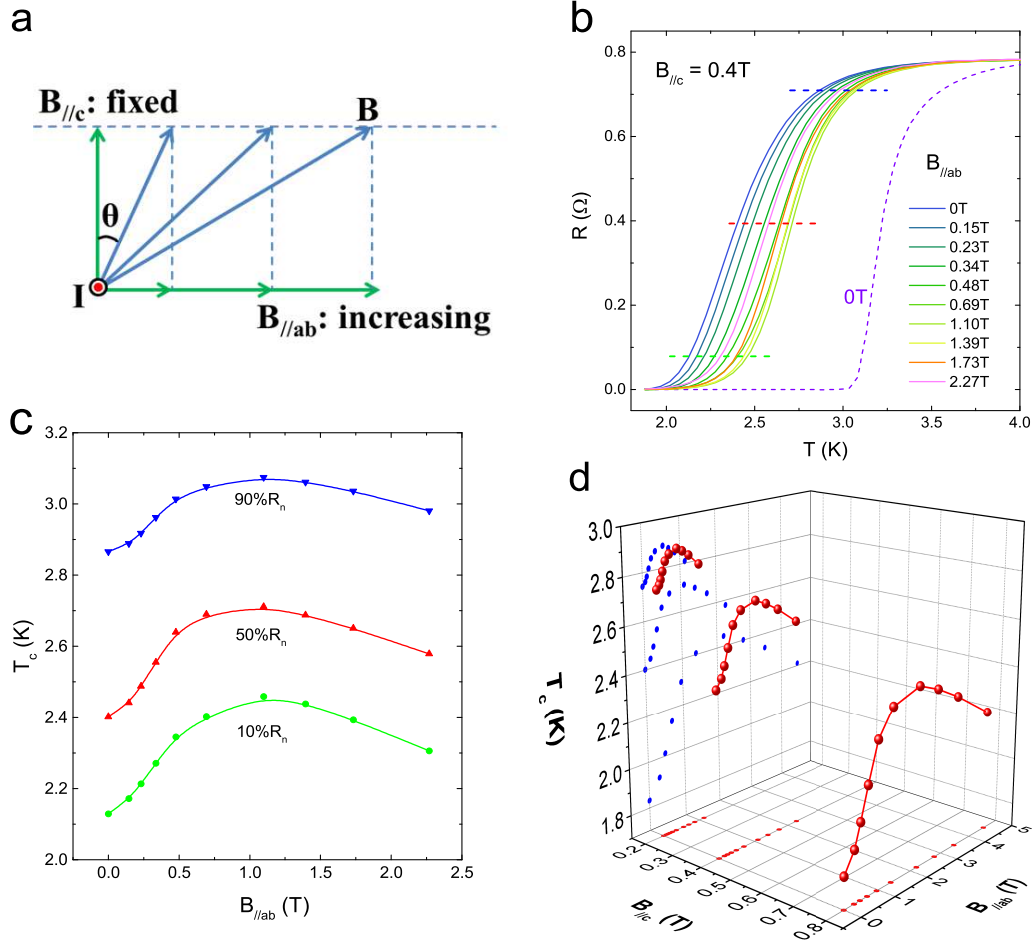 a
B//c: fixed
B
θ
I
B//ab: increasing
b
B//c = 0.4T
R (Ω)
0.8
0.6
0.4
0.2
0.0
2.0 2.5 3.0 3.5 4.0
T (K)
0T
B//ab
0T
0.15T
0.23T
0.34T
0.48T
0.69T
1.10T
1.39T
1.73T
2.27T
c
Tc (K)
3.2
3.0
2.8
2.6
2.4
2.2
2.0
90%Rn
50%Rn
10%Rn
0.0 0.5 1.0 1.5 2.0 2.5
B//ab (T)
d
Tc (K)
3.0
2.8
2.6
2.4
2.2
2.0
1.8
0.2 0.3 0.4 0.5 0.6 0.7 0.8
B//c (T)
0 1 2 3 4 5
B//ab (T)